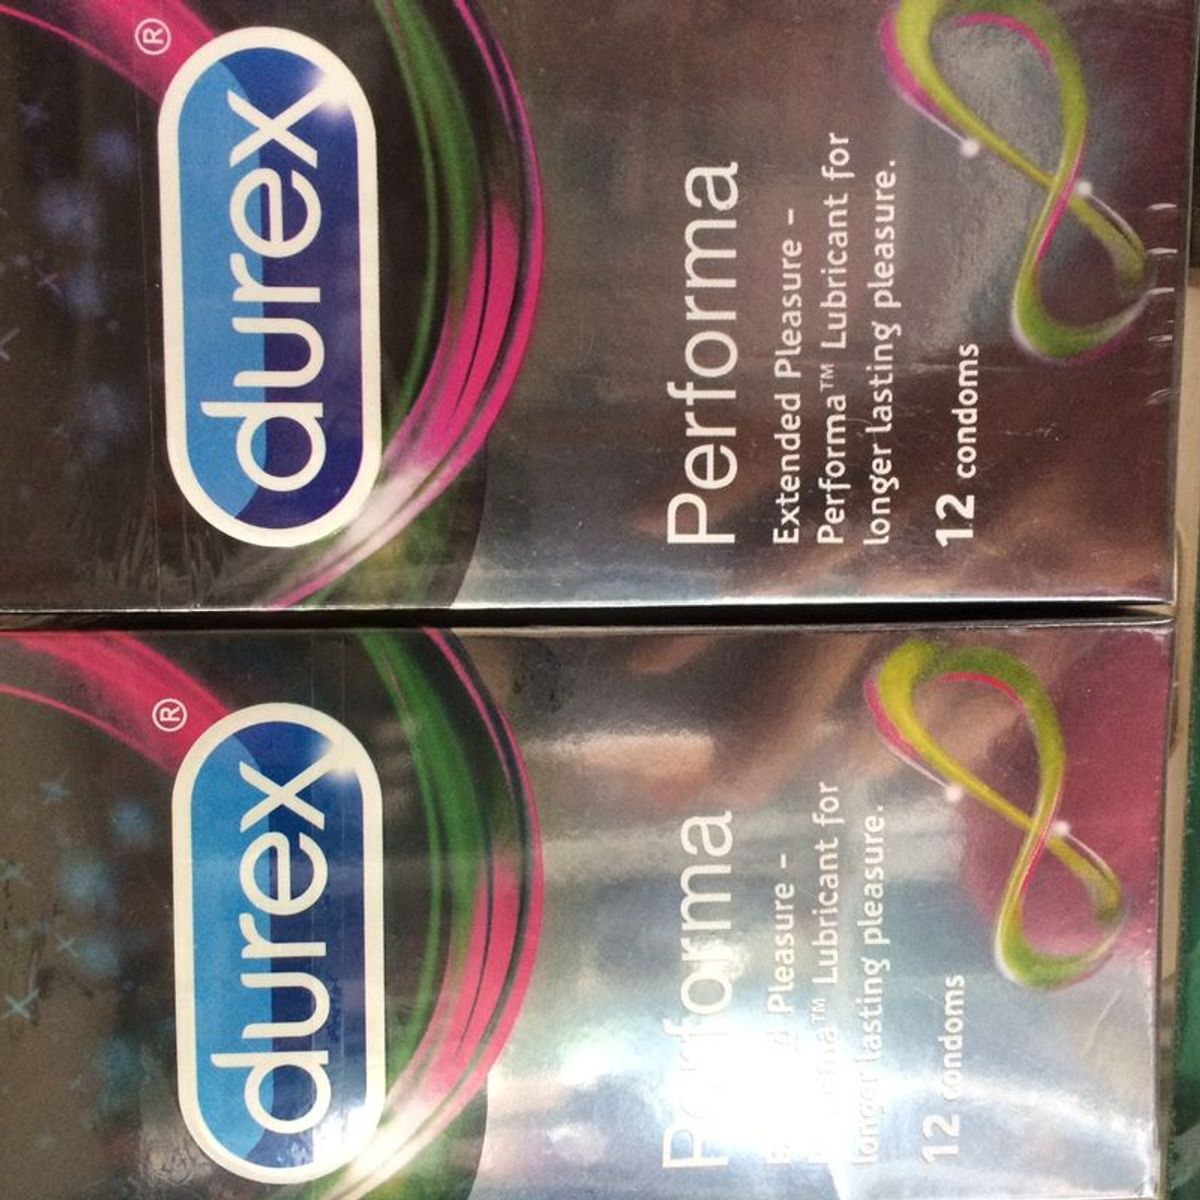 durex®
Performa
Extended Pleasure -
Performa™ Lubricant for
longer lasting pleasure.
12 condoms
durex®
Performa
Pleasure -
Lubricant for
longer lasting pleasure.
12 condoms